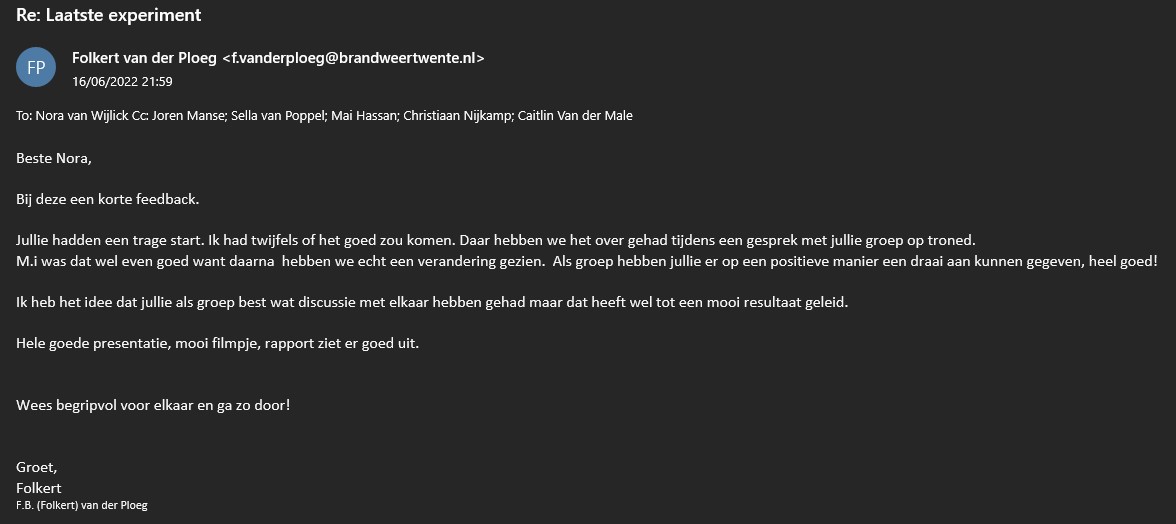 Re: Laatste experiment
FP
Folkert van der Ploeg <f.vanderploeg@brandweertwente.nl>
16/06/2022 21:59
To: Nora van Wijlick Cc: Joren Manse; Sella van Poppel; Mai Hassan; Christiaan Nijkamp; Caitlin Van der Male
Beste Nora,
Bij deze een korte feedback.
Jullie hadden een trage start. Ik had twijfels of het goed zou komen. Daar hebben we het over gehad tijdens een gesprek met jullie groep op troned.
M.i was dat wel even goed want daarna  hebben we echt een verandering gezien.  Als groep hebben jullie er op een positieve manier een draai aan kunnen gegeven, heel goed!
Ik heb het idee dat jullie als groep best wat discussie met elkaar hebben gehad maar dat heeft wel tot een mooi resultaat geleid.
Hele goede presentatie, mooi filmpje, rapport ziet er goed uit.
Wees begripvol voor elkaar en ga zo door!
Groet,
Folkert
F.B. (Folkert) van der Ploeg